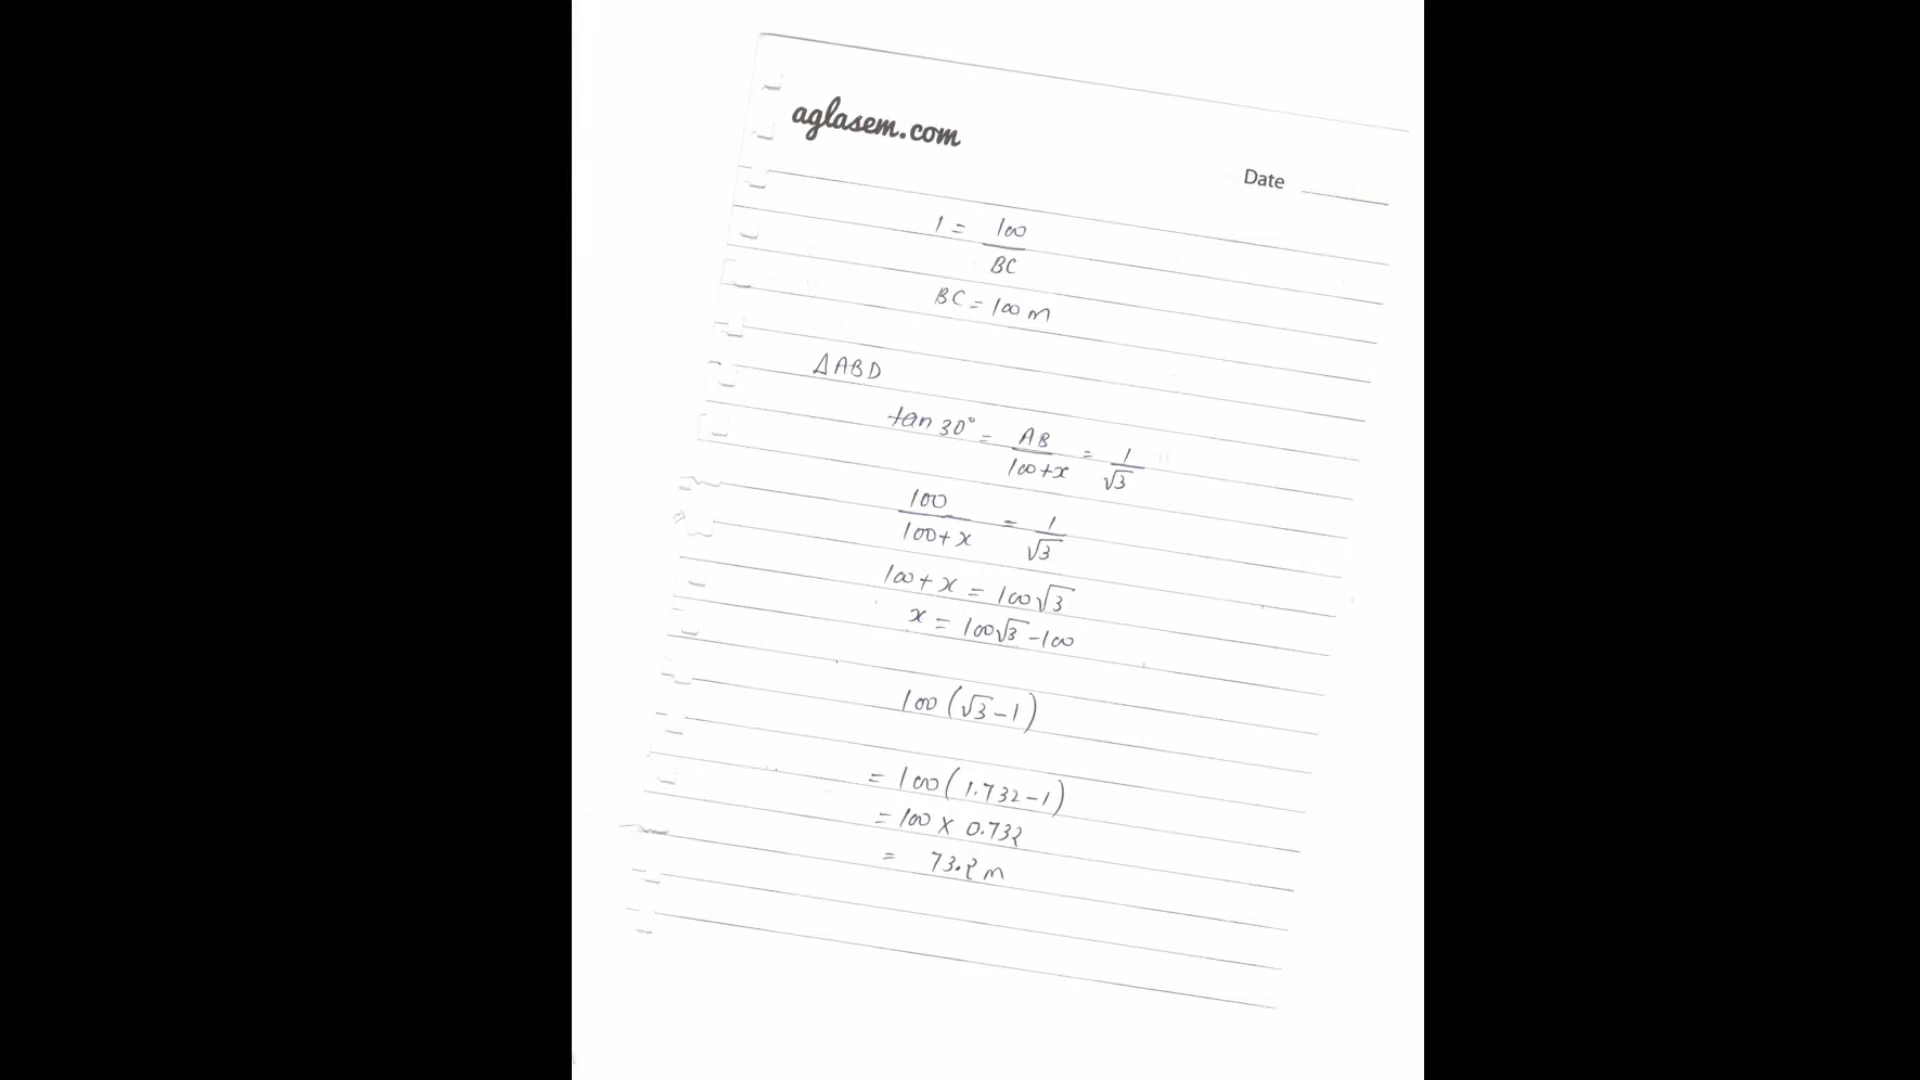 aglasem.com
Date
1 = 100/BC
BC = 100 m
ΔABD
tan 30° = AB/100+x = 1/√3
100/100+x = 1/√3
100 + x = 100√3
x = 100√3 - 100
100 (√3 - 1)
= 100 (1.732 - 1)
= 100 × 0.732
= 73.2 m